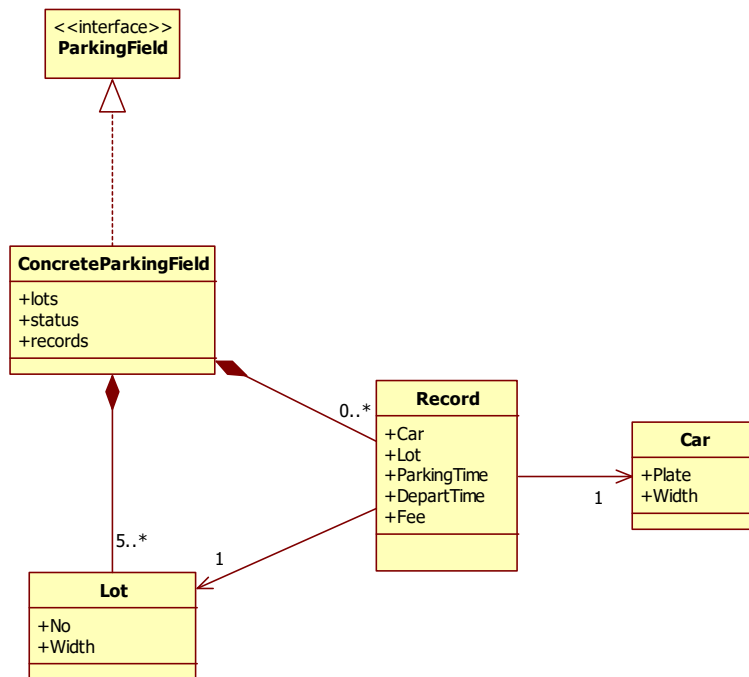 <<interface>>
ParkingField
ConcreteParkingField
+lots
+status
+records
0..*
Record
+Car
+Lot
+ParkingTime
+DepartTime
+Fee
Car
+Plate
+Width
1
1
5..*
Lot
+No
+Width